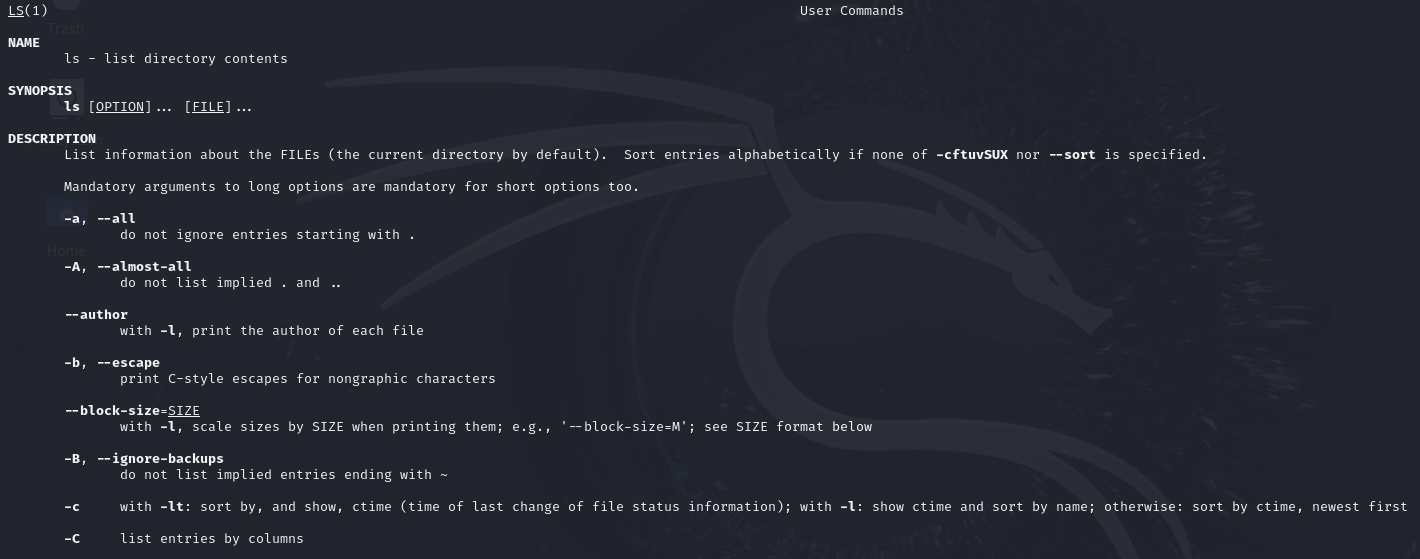 LS(1) User Commands
Trash
NAME
ls - list directory contents
SYNOPSIS
ls [OPTION]... [FILE]...
DESCRIPTION
List information about the FILEs (the current directory by default).  Sort entries alphabetically if none of -cftuvSUX nor --sort is specified.
Mandatory arguments to long options are mandatory for short options too.
-a, --all
do not ignore entries starting with .
Home
-A, --almost-all
do not list implied . and ..
--author
with -l, print the author of each file
-b, --escape
print C-style escapes for nongraphic characters
--block-size=SIZE
with -l, scale sizes by SIZE when printing them; e.g., '--block-size=M'; see SIZE format below
-B, --ignore-backups
do not list implied entries ending with ~
-c with -lt: sort by, and show, ctime (time of last change of file status information); with -l: show ctime and sort by name; otherwise: sort by ctime, newest first
-C list entries by columns